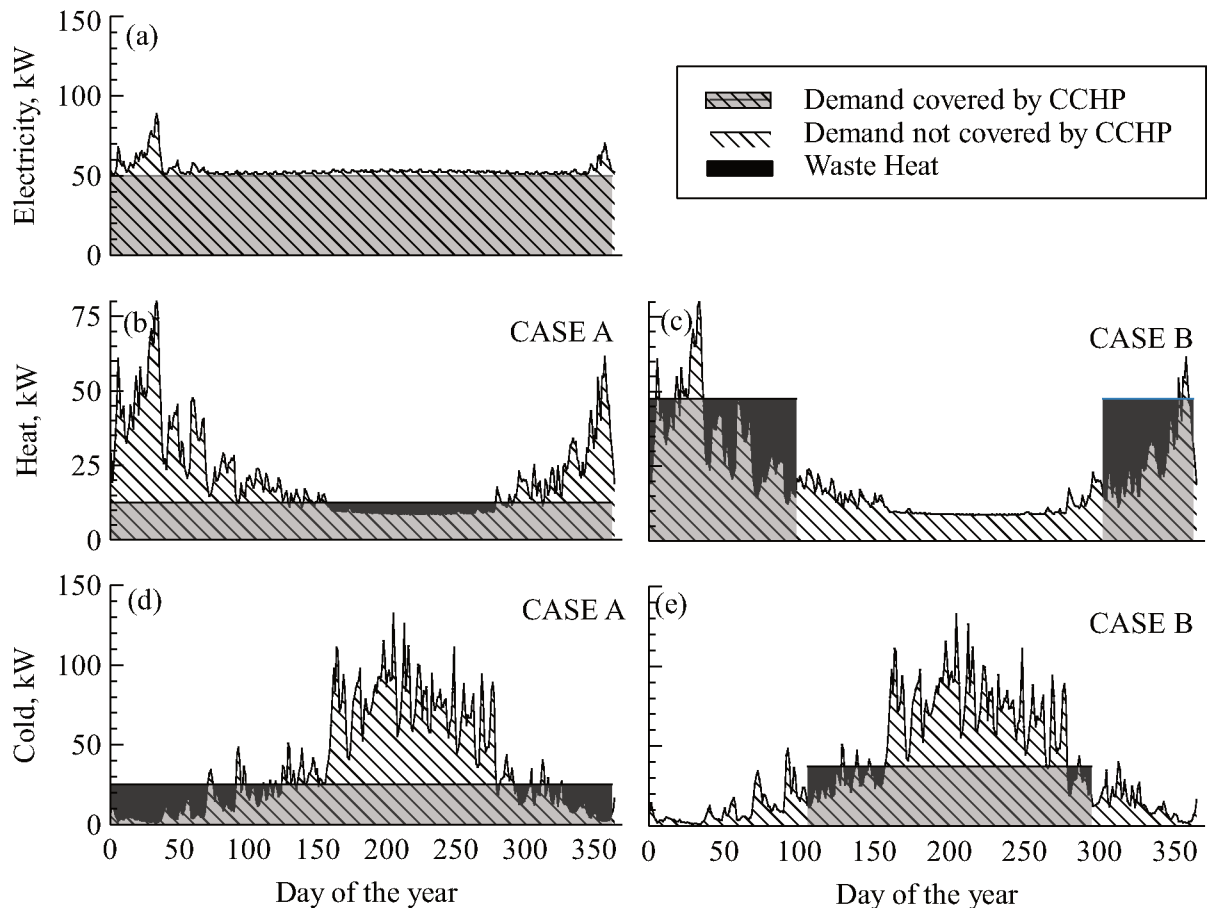 150
(a)
100
50
0
Electricity, kW
Demand covered by CCHP
Demand not covered by CCHP
Waste Heat
75
50
25
0
Heat, kW
(b)
CASE A
(c)
CASE B
150
100
50
0
Cold, kW
(d)
CASE A
(e)
CASE B
0 50 100 150 200 250 300 350
Day of the year
0 50 100 150 200 250 300 350
Day of the year